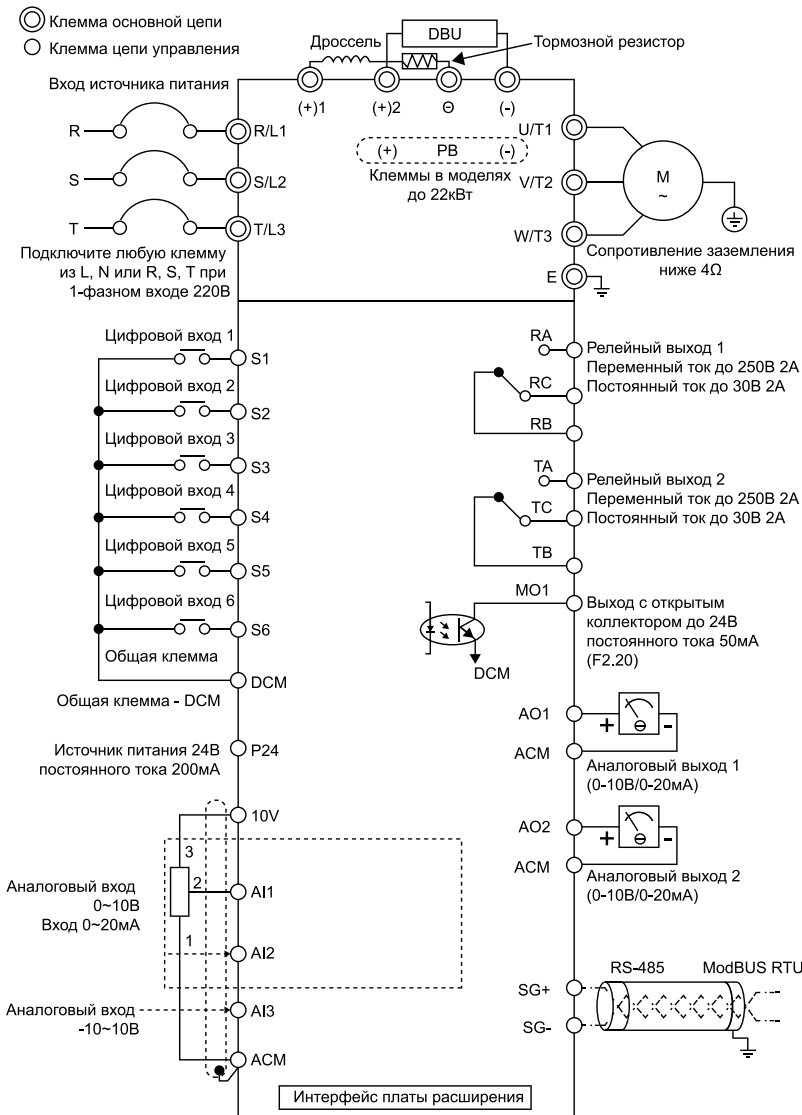 Клемма основной цепи
Клемма цепи управления
Дроссель
DBU
Тормозной резистор
Вход источника питания
(+)1
(+)2
Θ
(-)
R
R/L1
S
S/L2
T
T/L3
(+) PB (-)
Клеммы в моделях
до 22кВт
U/T1
V/T2
W/T3
M
~
E
Сопротивление заземления
ниже 4Ω
Подключите любую клемму
из L, N или R, S, T при
1-фазном входе 220В
Цифровой вход 1
S1
Цифровой вход 2
S2
Цифровой вход 3
S3
Цифровой вход 4
S4
Цифровой вход 5
S5
Цифровой вход 6
S6
Общая клемма
DCM
Общая клемма - DCM
Источник питания 24В
постоянного тока 200мА
P24
10V
3
2
1
Аналоговый вход
0~10В
Вход 0~20мА
AI1
AI2
Аналоговый вход
-10~10В
AI3
ACM
RA
RC
RB
Релейный выход 1
Переменный ток до 250В 2А
Постоянный ток до 30В 2А
TA
TC
TB
Релейный выход 2
Переменный ток до 250В 2А
Постоянный ток до 30В 2А
MO1
DCM
Выход с открытым
коллектором до 24В
постоянного тока 50мА
(F2.20)
AO1
+
-
ACM
Аналоговый выход 1
(0-10В/0-20мА)
AO2
+
-
ACM
Аналоговый выход 2
(0-10В/0-20мА)
RS-485
ModBUS RTU
SG+
SG-
Интерфейс платы расширения